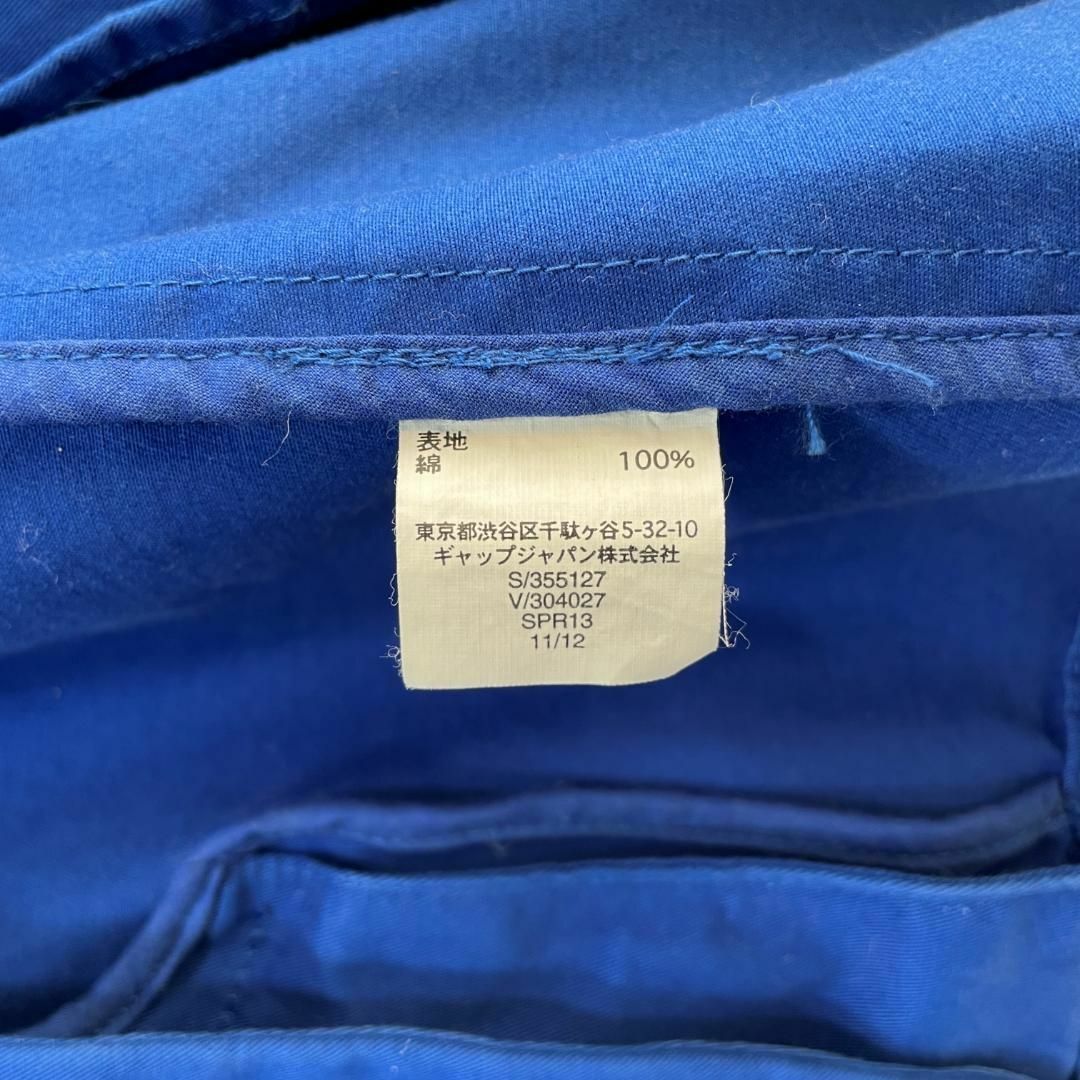 表地
綿 100%
東京都渋谷区千駄ヶ谷5-32-10
ギャップジャパン株式会社
S/355127
V/304027
SPR13
11/12